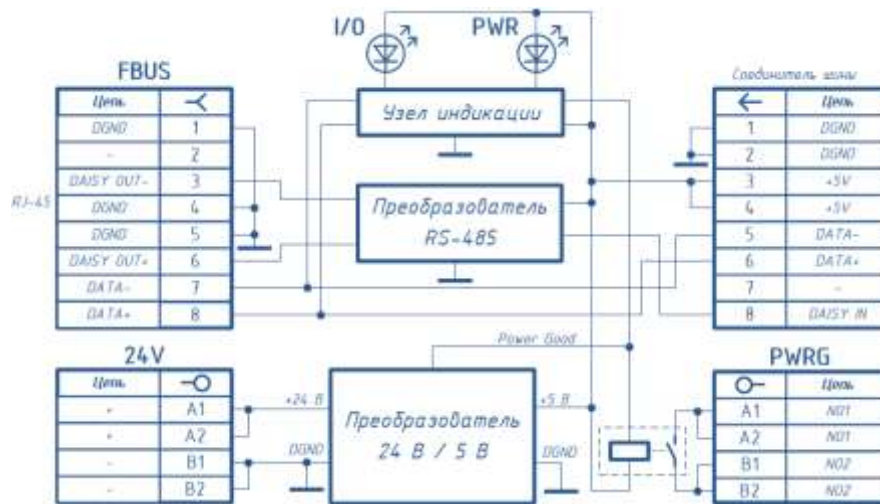 I/O PWR
FBUS
Соединитель шины
Цепь
DGND 1
- 2
DAISY OUT- 3
DGND 4
DGND 5
DAISY OUT+ 6
DATA- 7
DATA+ 8
RJ-45
Узел индикации
Преобразователь
RS-485
Цепь
1 DGND
2 DGND
3 +5V
4 +5V
5 DATA-
6 DATA+
7 -
8 DAISY IN
Power Good
24V
Цепь
+ A1
+ A2
- B1
- B2
+24 В
DGND
Преобразователь
24 В / 5 В
+5 В
DGND
PWRG
Цепь
A1 NO1
A2 NO1
B1 NO2
B2 NO2